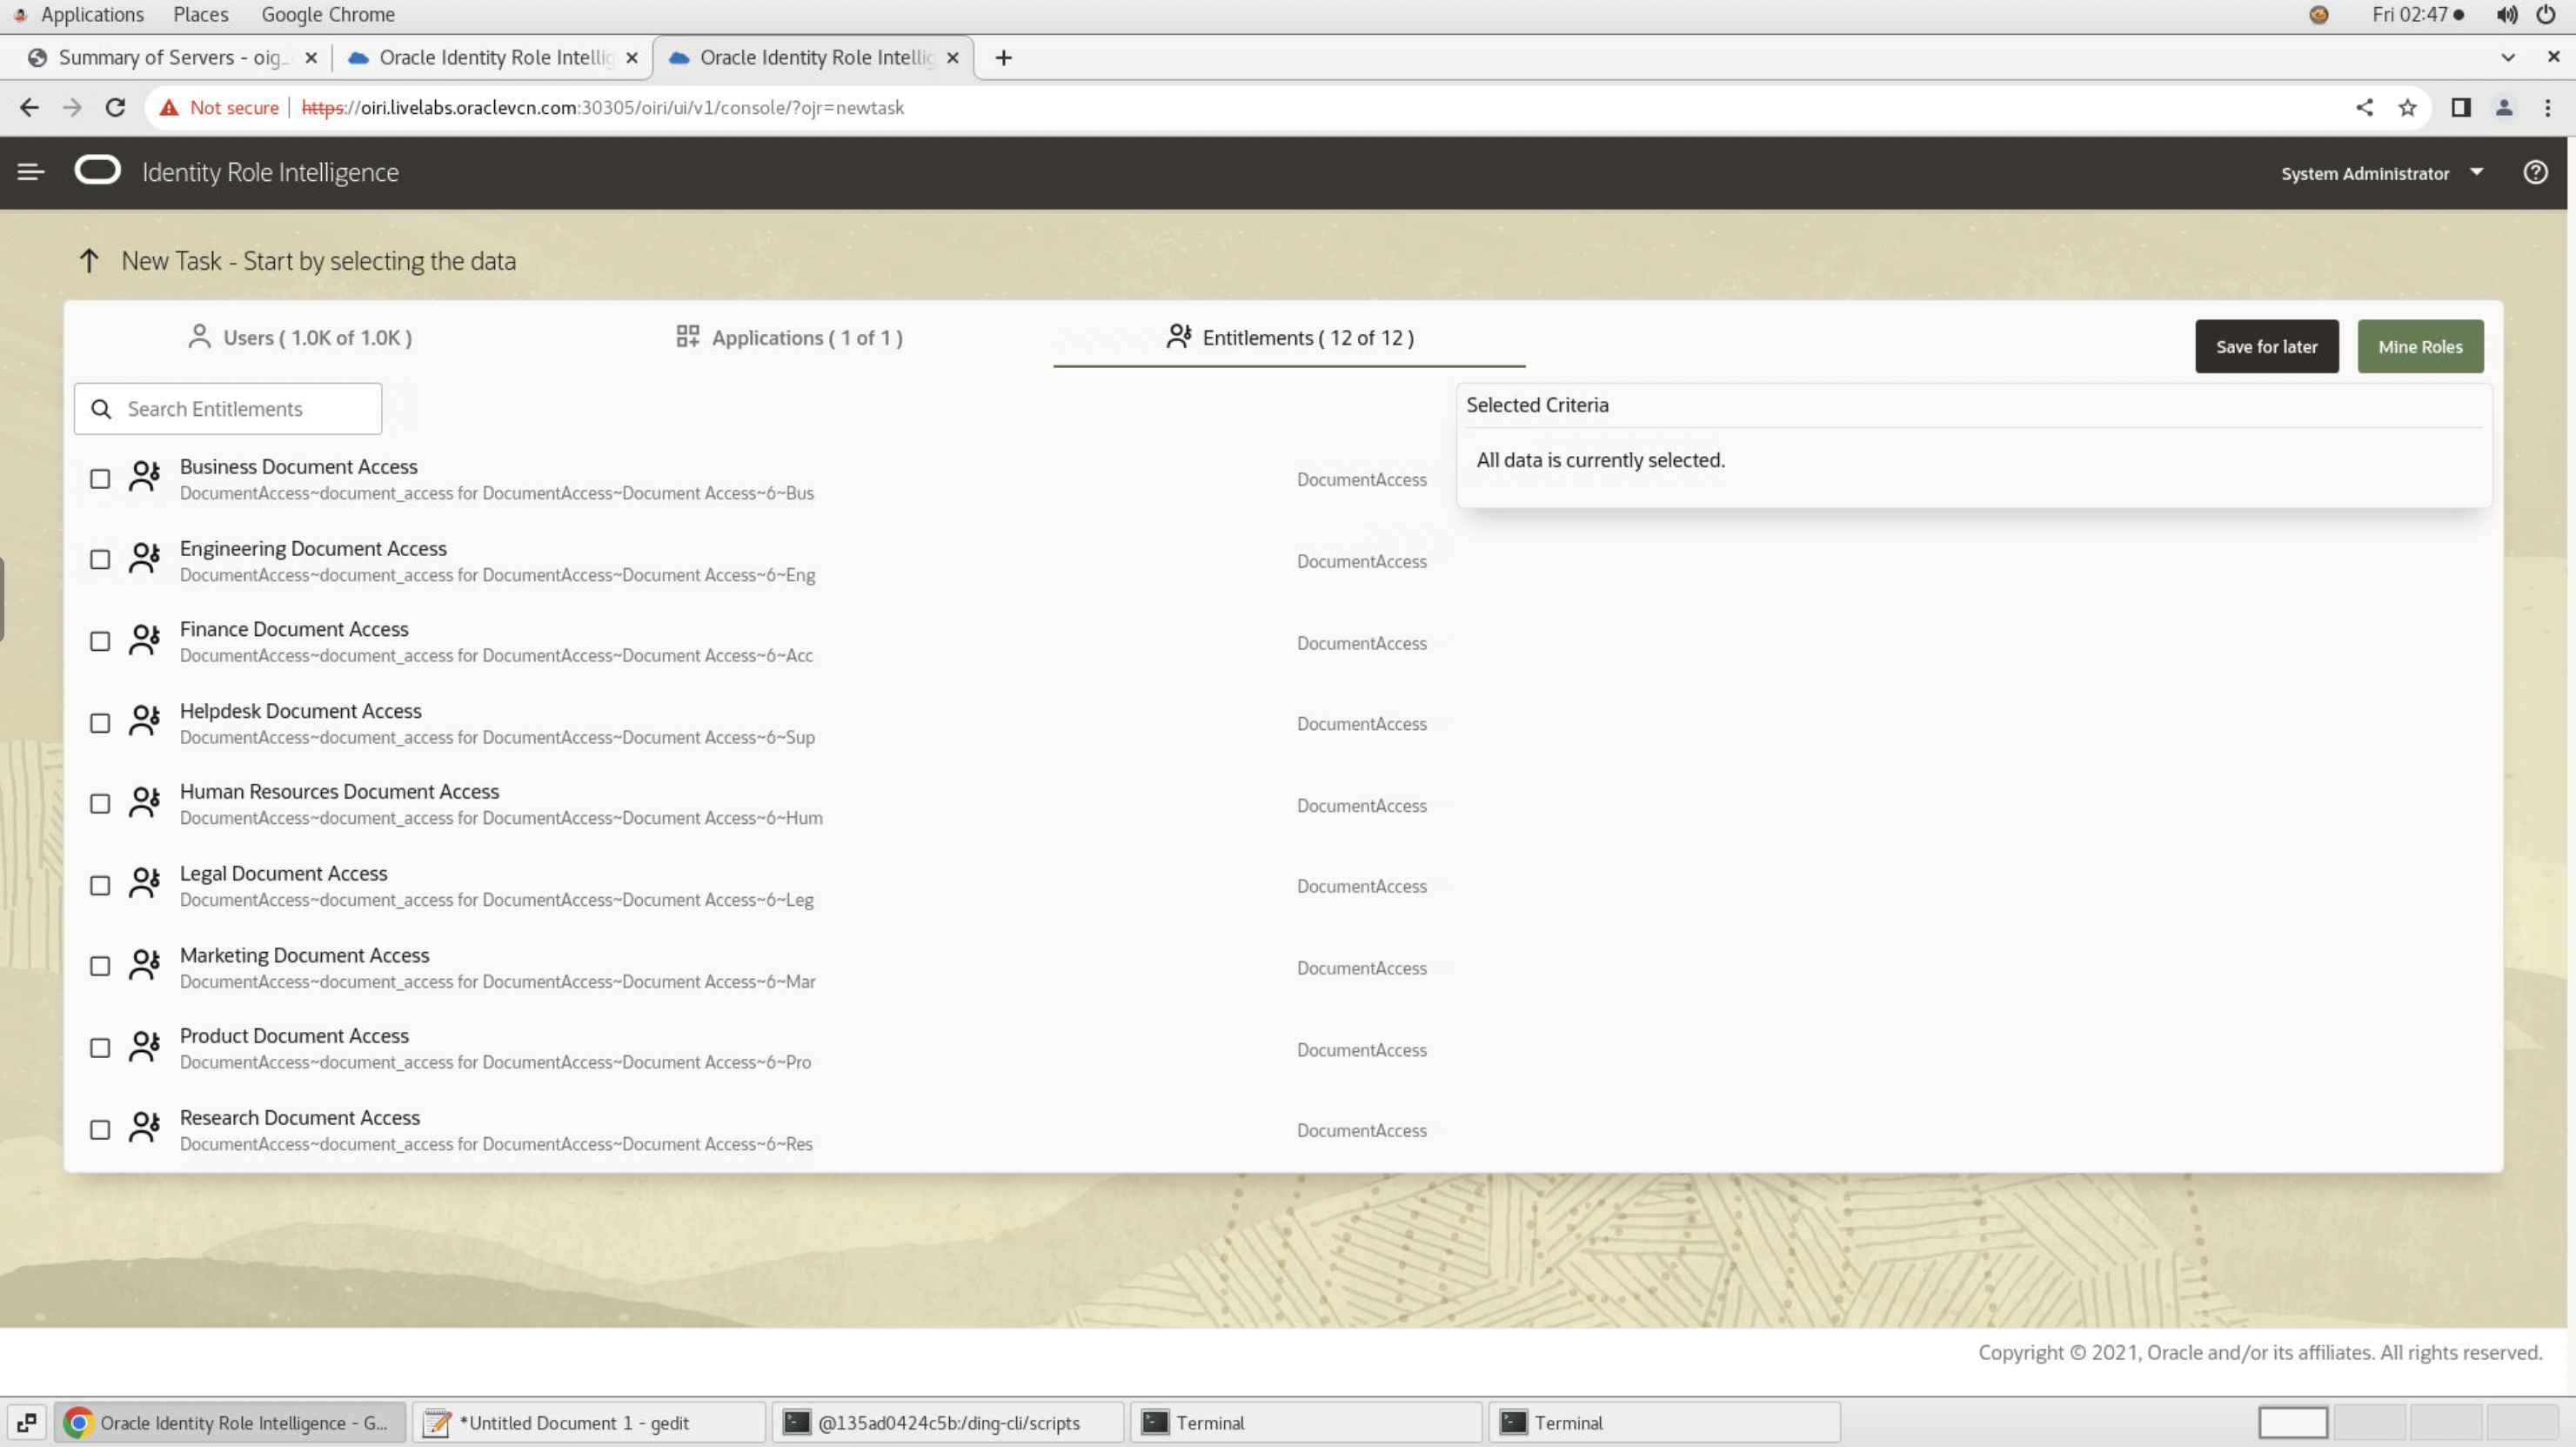 Applications Places Google Chrome Fri 02:47
Summary of Servers - oig_ Oracle Identity Role Intellig Oracle Identity Role Intellig
Not secure https://oiri.livelabs.oraclevcn.com:30305/oiri/ui/v1/console/?ojr=newtask
Identity Role Intelligence System Administrator
New Task - Start by selecting the data
Users ( 1.0K of 1.0K ) Applications ( 1 of 1 ) Entitlements ( 12 of 12 ) Save for later Mine Roles
Search Entitlements
Selected Criteria
All data is currently selected.
Business Document Access
DocumentAccess~document_access for DocumentAccess~Document Access~6~Bus
DocumentAccess
Engineering Document Access
DocumentAccess~document_access for DocumentAccess~Document Access~6~Eng
DocumentAccess
Finance Document Access
DocumentAccess~document_access for DocumentAccess~Document Access~6~Acc
DocumentAccess
Helpdesk Document Access
DocumentAccess~document_access for DocumentAccess~Document Access~6~Sup
DocumentAccess
Human Resources Document Access
DocumentAccess~document_access for DocumentAccess~Document Access~6~Hum
DocumentAccess
Legal Document Access
DocumentAccess~document_access for DocumentAccess~Document Access~6~Leg
DocumentAccess
Marketing Document Access
DocumentAccess~document_access for DocumentAccess~Document Access~6~Mar
DocumentAccess
Product Document Access
DocumentAccess~document_access for DocumentAccess~Document Access~6~Pro
DocumentAccess
Research Document Access
DocumentAccess~document_access for DocumentAccess~Document Access~6~Res
DocumentAccess
Copyright © 2021, Oracle and/or its affiliates. All rights reserved.
Oracle Identity Role Intelligence - G... *Untitled Document 1 - gedit @135ad0424c5b:/ding-cli/scripts Terminal Terminal